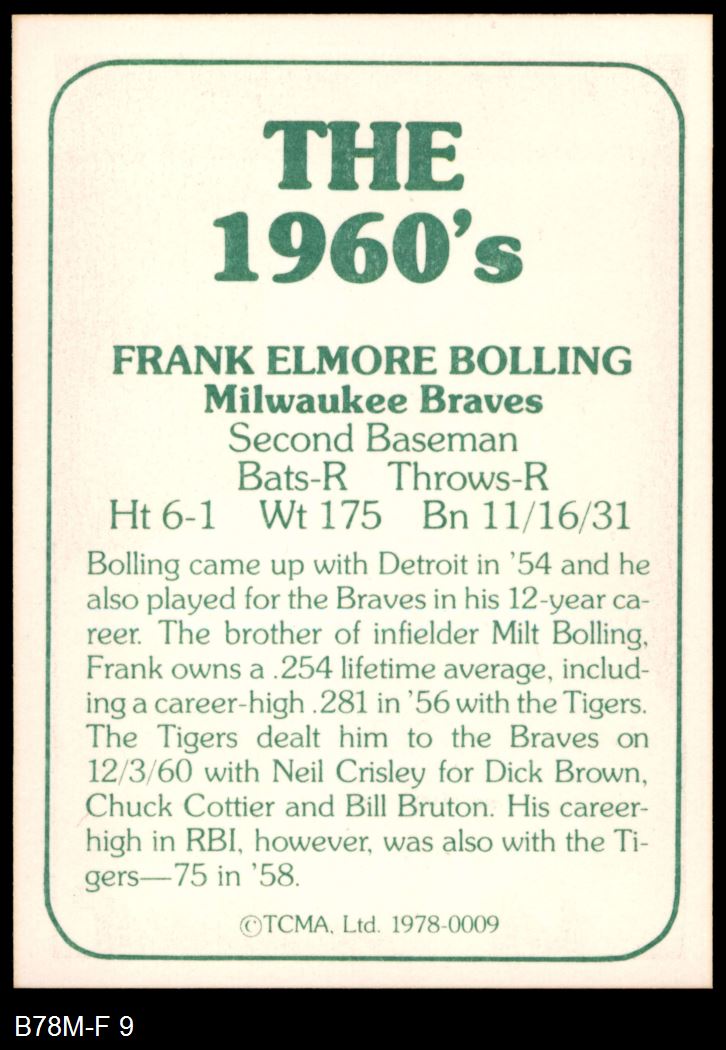 THE
1960's
FRANK ELMORE BOLLING
Milwaukee Braves
Second Baseman
Bats-R Throws-R
Ht 6-1 Wt 175 Bn 11/16/31
Bolling came up with Detroit in '54 and he
also played for the Braves in his 12-year ca-
reer. The brother of infielder Milt Bolling,
Frank owns a .254 lifetime average, includ-
ing a career-high .281 in '56 with the Tigers.
The Tigers dealt him to the Braves on
12/3/60 with Neil Crisley for Dick Brown,
Chuck Cottier and Bill Bruton. His career-
high in RBI, however, was also with the Ti-
gers—75 in '58.
©TCMA, Ltd. 1978-0009
B78M-F 9